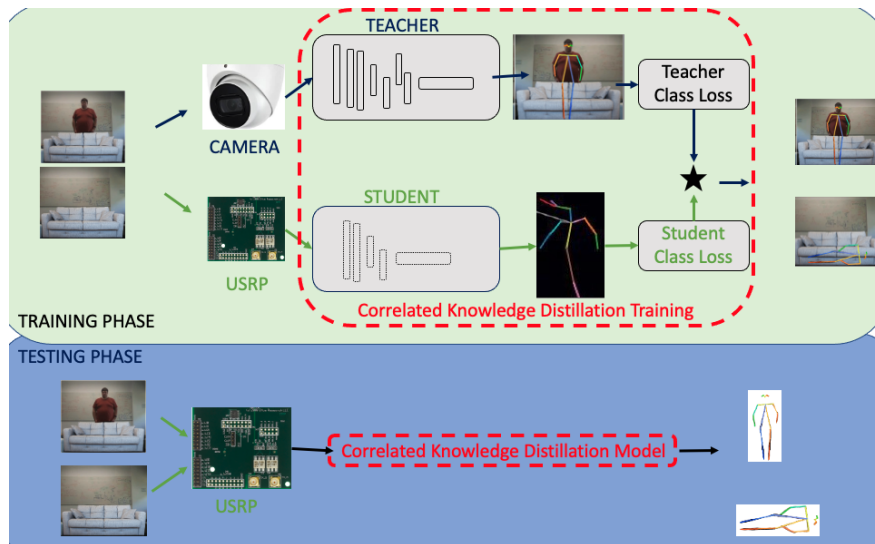 TEACHER
Teacher
Class Loss
CAMERA
STUDENT
Student
Class Loss
USRP
Correlated Knowledge Distillation Training
TRAINING PHASE
TESTING PHASE
Correlated Knowledge Distillation Model
USRP